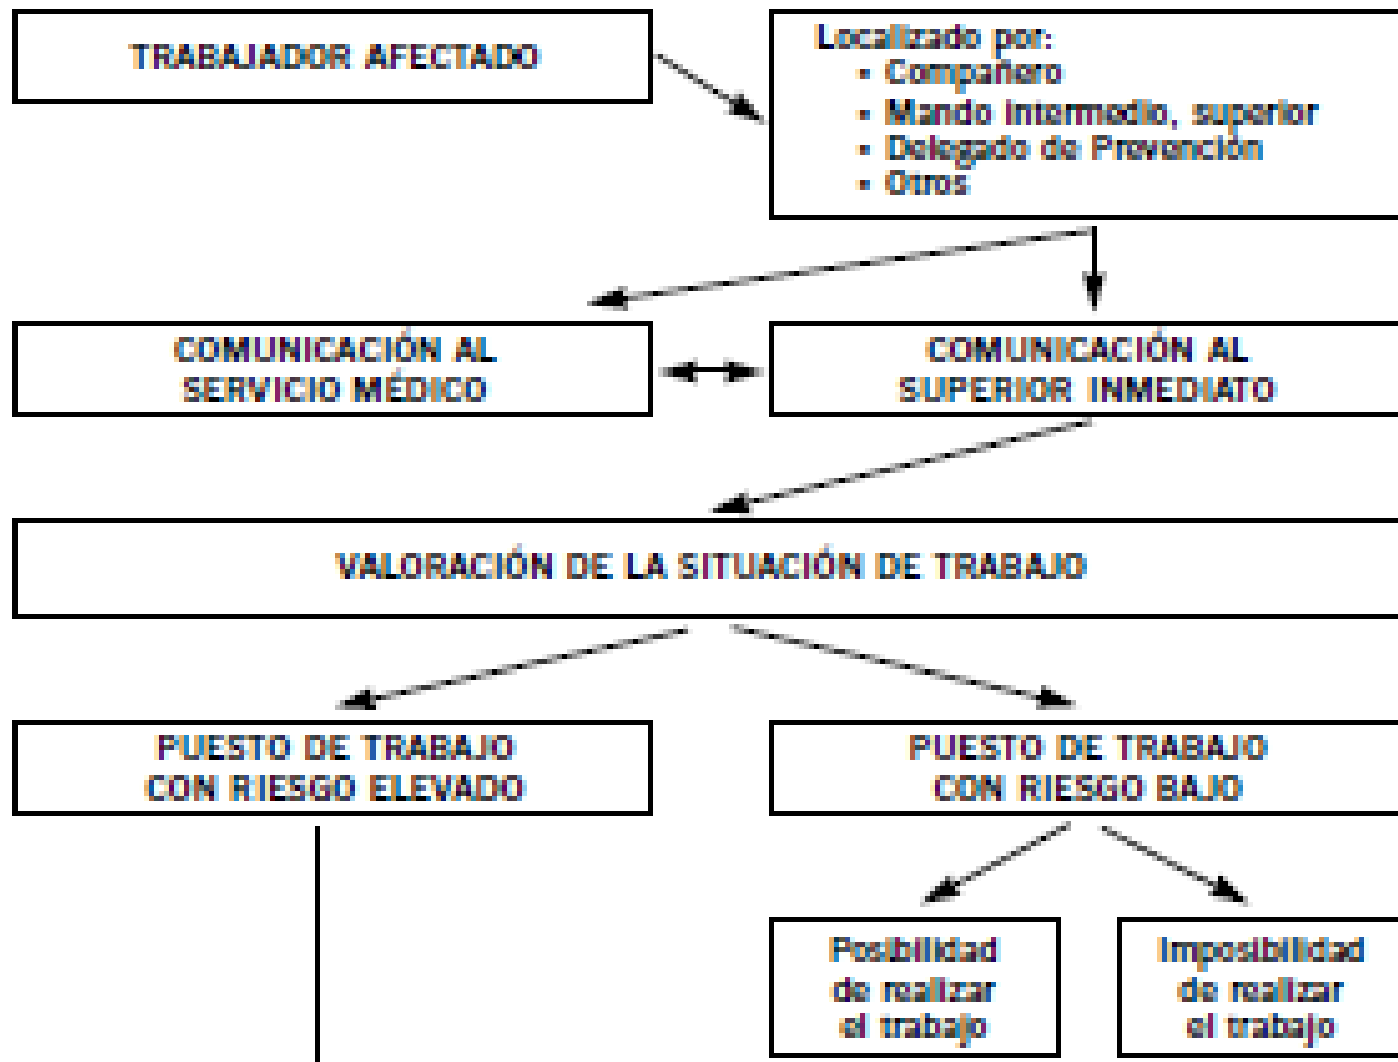 TRABAJADOR AFECTADO
Localizado por:
• Compañero
• Mando intermedio, superior
• Delegado de Prevención
• Otros
COMUNICACIÓN AL
SERVICIO MÉDICO
COMUNICACIÓN AL
SUPERIOR INMEDIATO
VALORACIÓN DE LA SITUACIÓN DE TRABAJO
PUESTO DE TRABAJO
CON RIESGO ELEVADO
PUESTO DE TRABAJO
CON RIESGO BAJO
Posibilidad
de realizar
el trabajo
Imposibilidad
de realizar
el trabajo